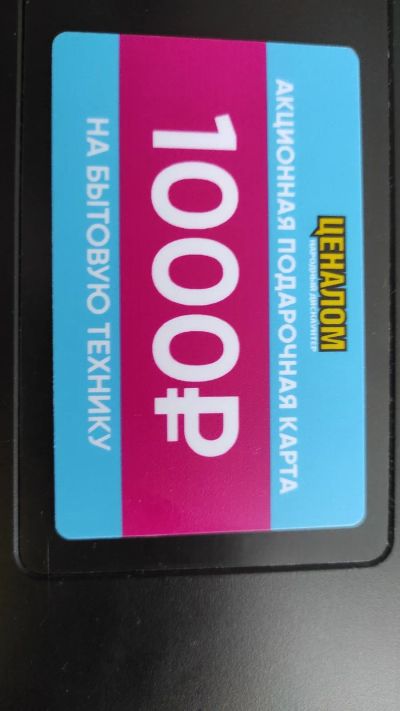 ЦЕНАЛОМ
НАРОДНЫЙ ДИСКАУНТЕР
АКЦИОННАЯ ПОДАРОЧНАЯ КАРТА
1000₽
НА БЫТОВУЮ ТЕХНИКУ